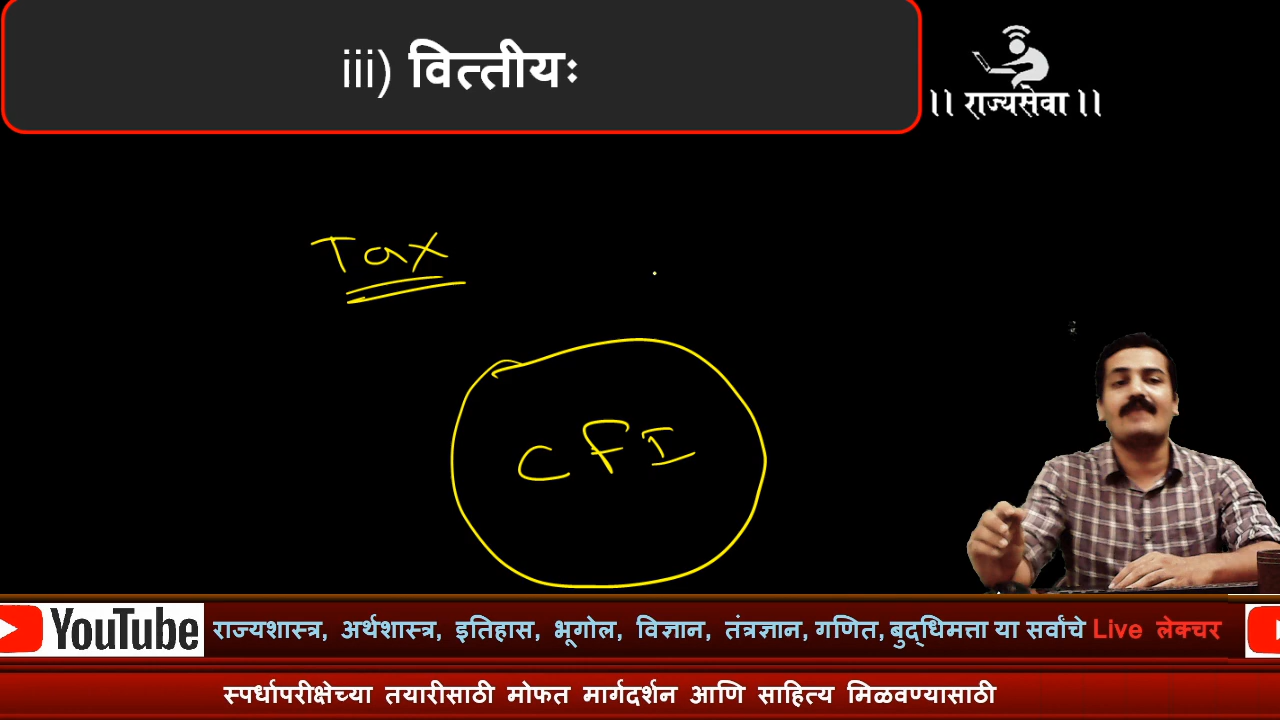 iii) वित्तीयः
।। राज्यसेवा ।।
Tax
CFI
YouTube राज्यशास्त्र, अर्थशास्त्र, इतिहास, भूगोल, विज्ञान, तंत्रज्ञान, गणित, बुद्धिमत्ता या सर्वांचे Live लेक्चर
स्पर्धापरीक्षेच्या तयारीसाठी मोफत मार्गदर्शन आणि साहित्य मिळवण्यासाठी